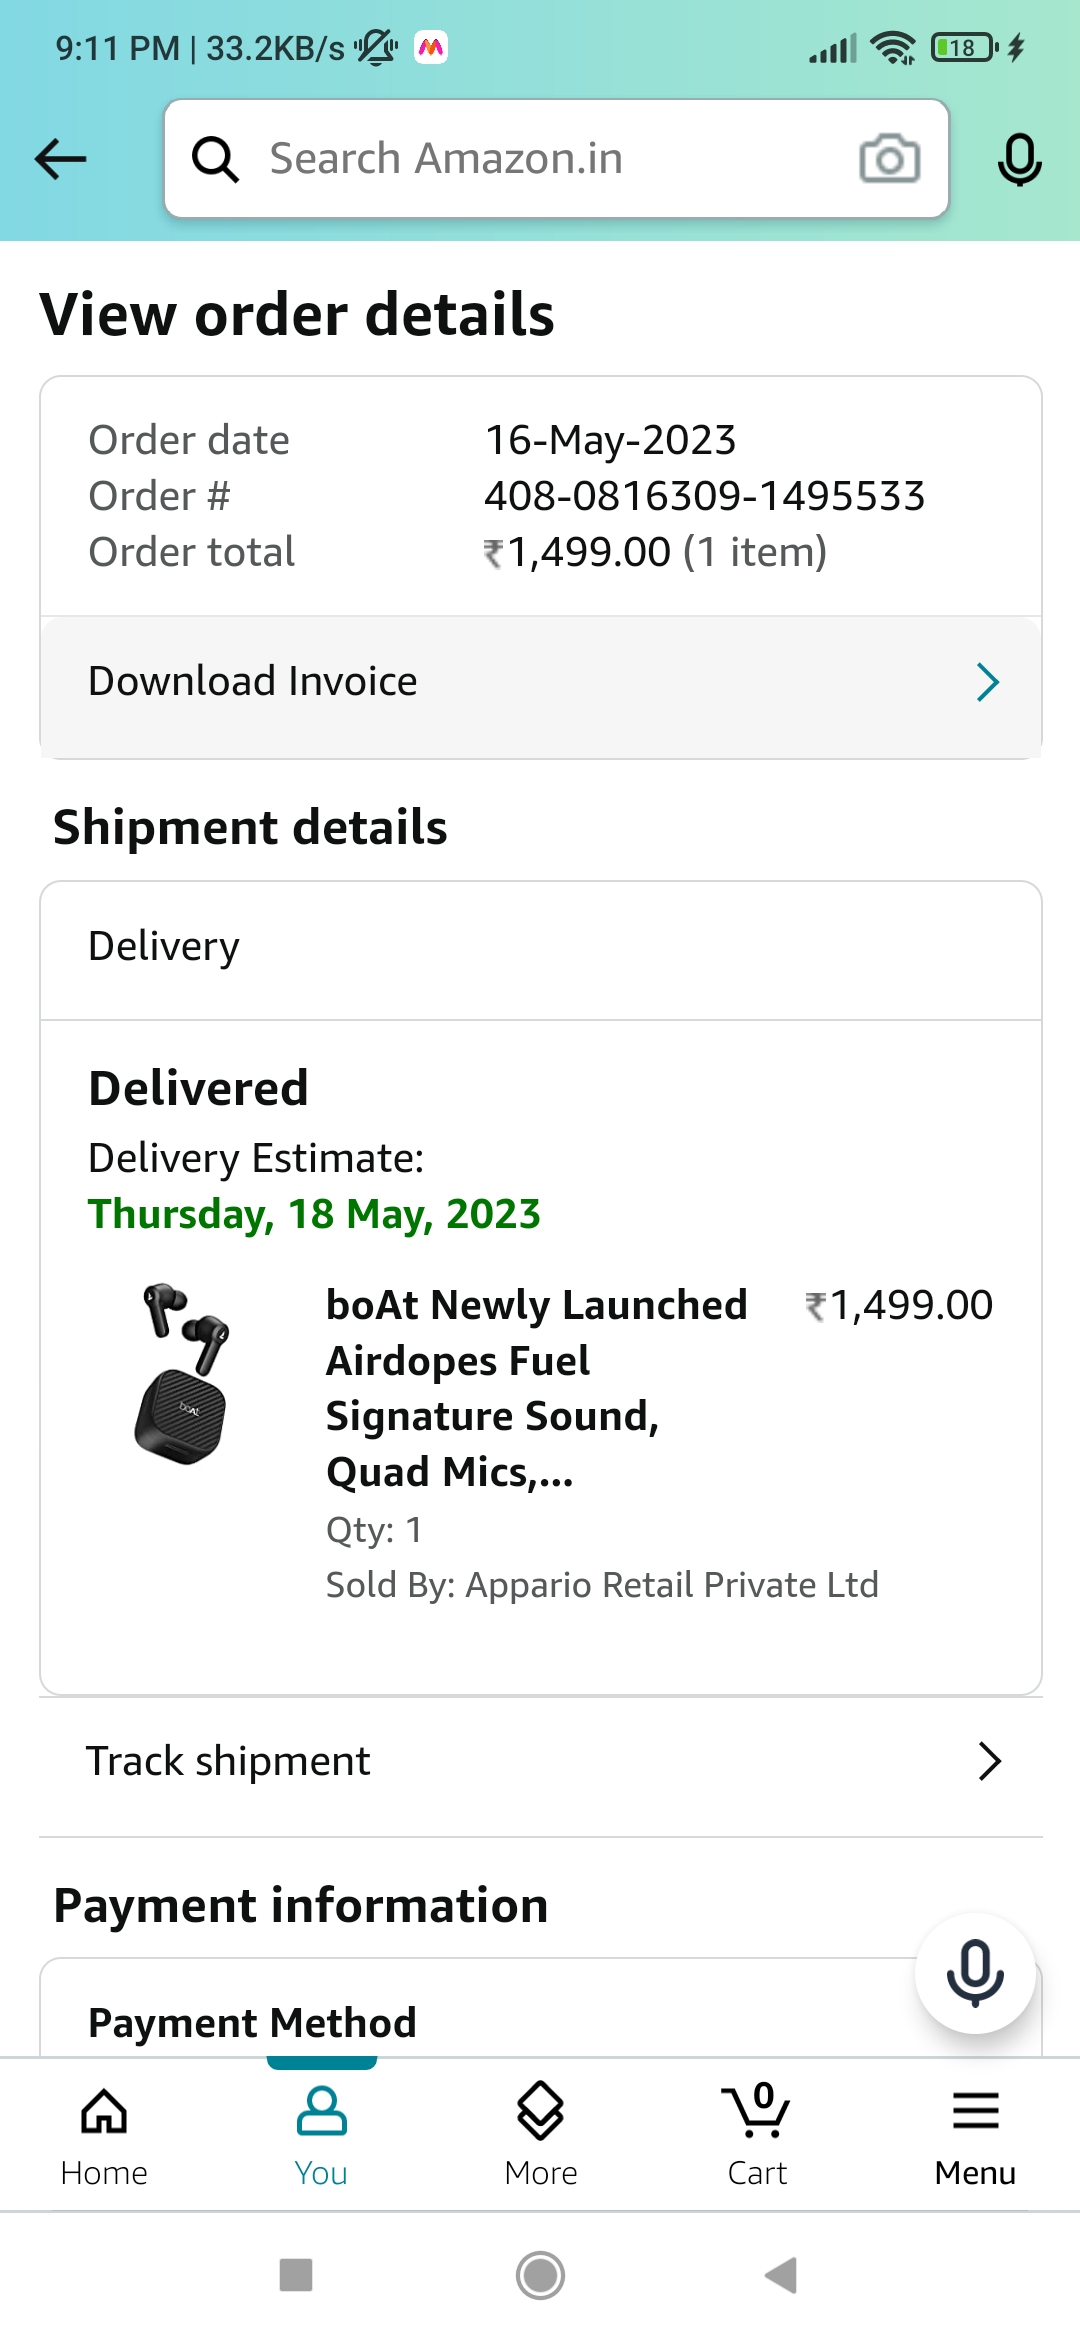 9:11 PM | 33.2KB/s
18
Search Amazon.in
View order details
Order date 16-May-2023
Order # 408-0816309-1495533
Order total ₹1,499.00 (1 item)
Download Invoice
Shipment details
Delivery
Delivered
Delivery Estimate:
Thursday, 18 May, 2023
boAt Newly Launched ₹1,499.00
Airdopes Fuel
Signature Sound,
Quad Mics,...
Qty: 1
Sold By: Appario Retail Private Ltd
boAt
Track shipment
Payment information
Payment Method
0
Home You More Cart Menu